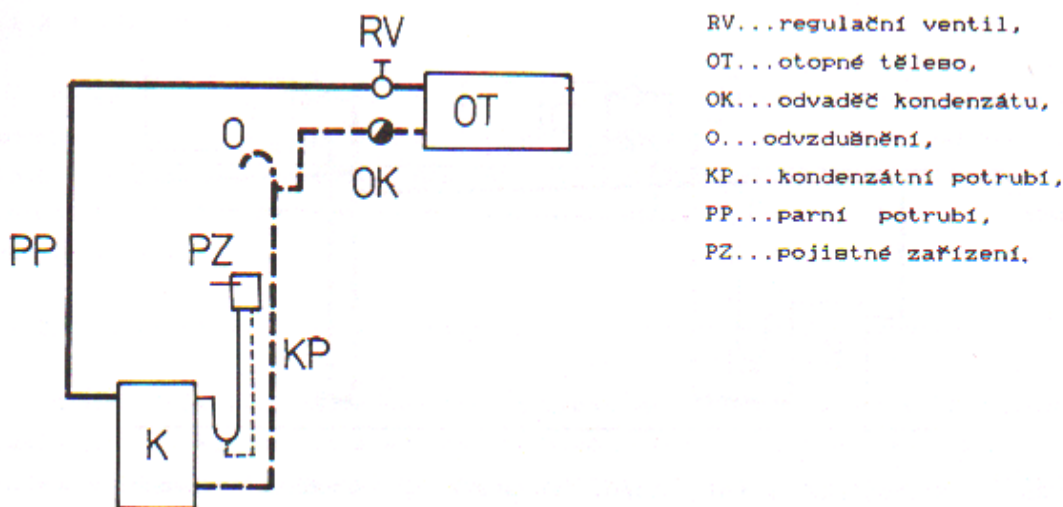 RV
RV...regulační ventil,
OT...otopné těleso,
OT
OK...odvaděč kondenzátu,
O
O...odvzdušnění,
OK
KP...kondenzátní potrubí,
PP...parní potrubí,
PP
PZ
PZ...pojistné zařízení.
KP
K